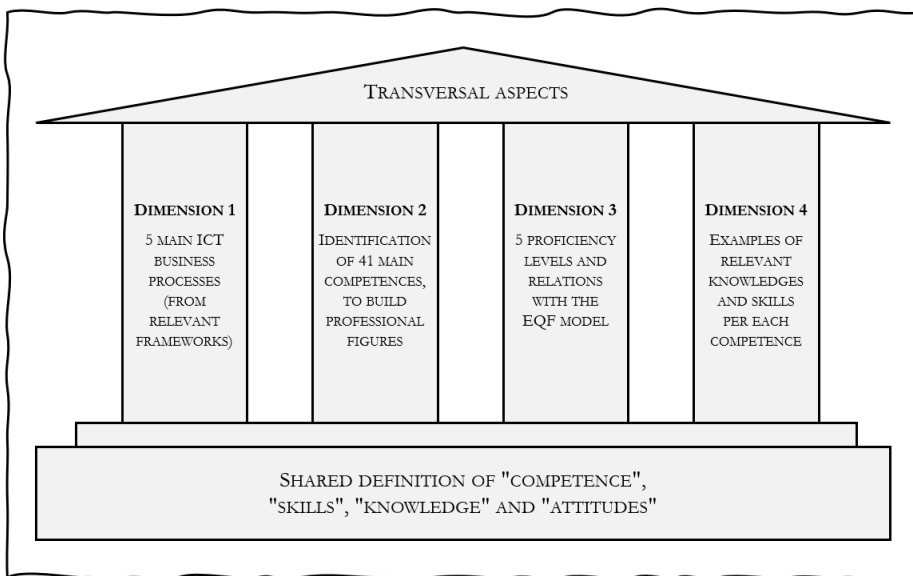 Transversal aspects
Dimension 1
5 main ICT
business
processes
(from
relevant
frameworks)
Dimension 2
Identification
of 41 main
competences,
to build
professional
figures
Dimension 3
5 proficiency
levels and
relations
with the
EQF model
Dimension 4
Examples of
relevant
knowledges
and skills
per each
competence
Shared definition of "competence",
"skills", "knowledge" and "attitudes"